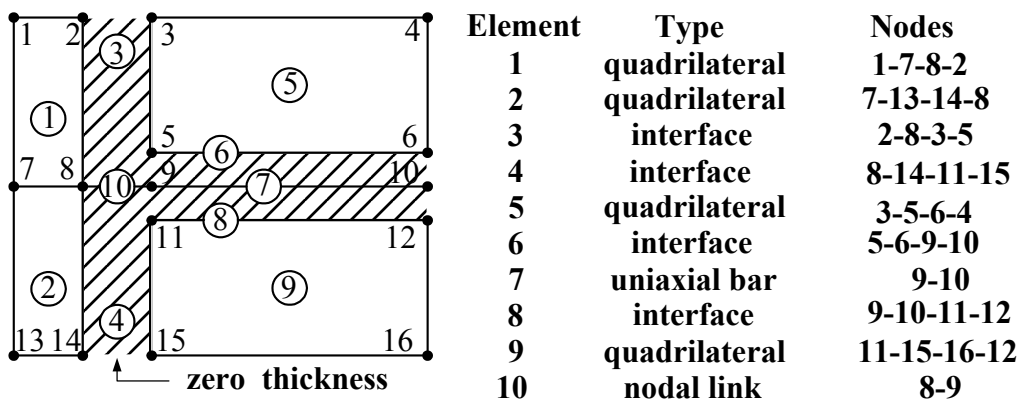 1 2 3 4
3
5
1
5 6
6
7 8 10 9 7 10
8
11 12
2
9
4
13 14 15 16
zero thickness
Element Type Nodes
1 quadrilateral 1-7-8-2
2 quadrilateral 7-13-14-8
3 interface 2-8-3-5
4 interface 8-14-11-15
5 quadrilateral 3-5-6-4
6 interface 5-6-9-10
7 uniaxial bar 9-10
8 interface 9-10-11-12
9 quadrilateral 11-15-16-12
10 nodal link 8-9